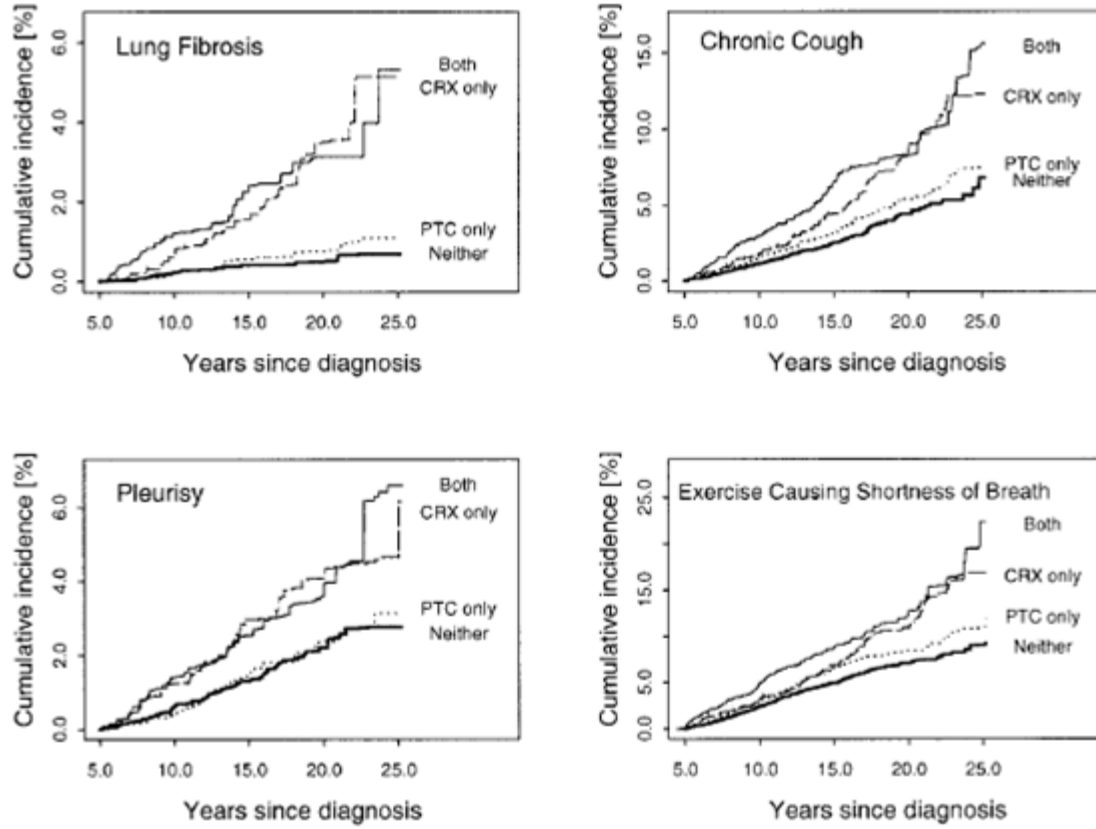 Lung Fibrosis
Cumulative incidence [%]
6.0
4.0
2.0
0.0
Both
CRX only
PTC only
Neither
5.0 10.0 15.0 20.0 25.0
Years since diagnosis
Chronic Cough
Cumulative incidence [%]
15.0
10.0
5.0
0.0
Both
CRX only
PTC only
Neither
5.0 10.0 15.0 20.0 25.0
Years since diagnosis
Pleurisy
Cumulative incidence [%]
6.0
4.0
2.0
0.0
Both
CRX only
PTC only
Neither
5.0 10.0 15.0 20.0 25.0
Years since diagnosis
Exercise Causing Shortness of Breath
Cumulative incidence [%]
25.0
15.0
5.0
0.0
Both
CRX only
PTC only
Neither
5.0 10.0 15.0 20.0 25.0
Years since diagnosis